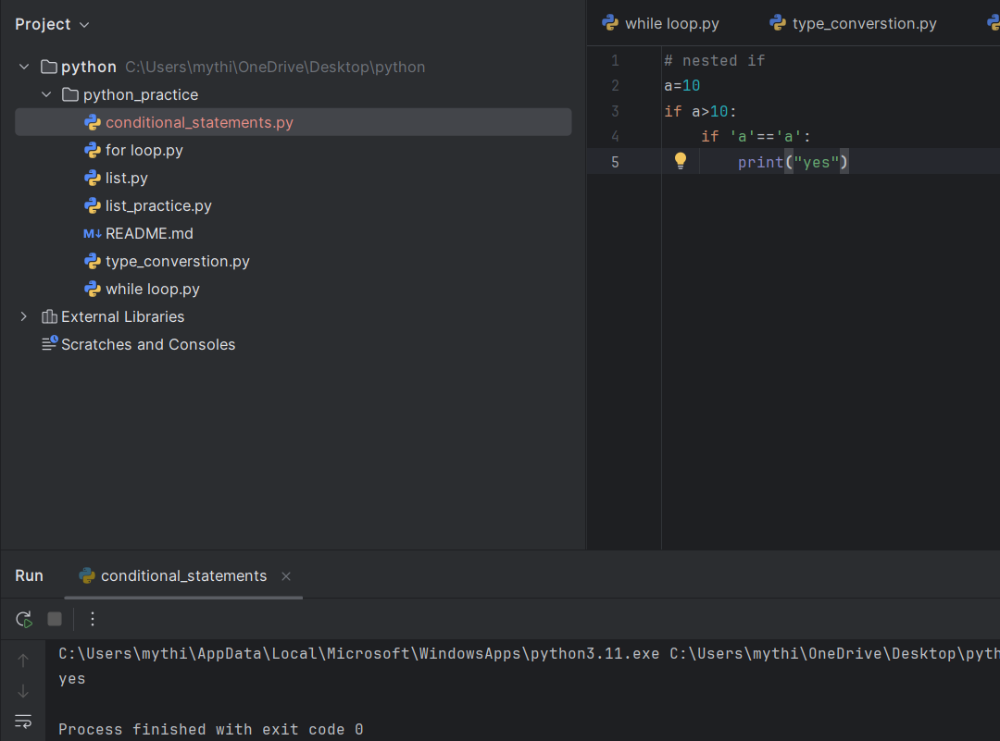 Project
python C:\Users\mythi\OneDrive\Desktop\python
python_practice
conditional_statements.py
for loop.py
list.py
list_practice.py
M↓ README.md
type_converstion.py
while loop.py
External Libraries
Scratches and Consoles
while loop.py type_converstion.py
1 # nested if
2 a=10
3 if a>10:
4 if 'a'=='a':
5 print("yes")
Run conditional_statements
C:\Users\mythi\AppData\Local\Microsoft\WindowsApps\python3.11.exe C:\Users\mythi\OneDrive\Desktop\pyth
yes
Process finished with exit code 0